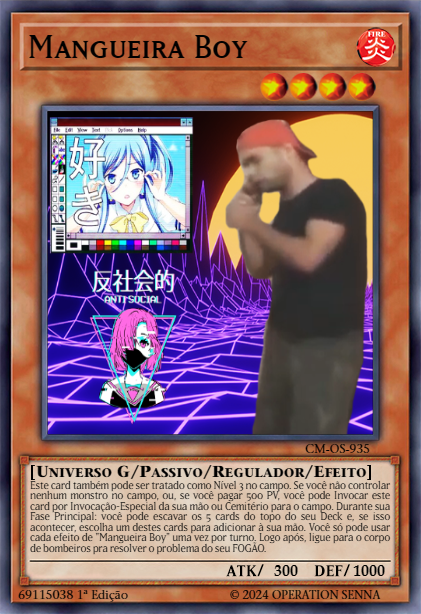 Mangueira Boy
FIRE
炎
File Edit View Text Options Help
好き
反社会的
ANTI SOCIAL
CM-OS-935
[Universo G/Passivo/Regulador/Efeito]
Este card também pode ser tratado como Nível 3 no campo. Se você não controlar
nenhum monstro no campo, ou, se você pagar 500 PV, você pode Invocar este
card por Invocação-Especial da sua mão ou Cemitério para o campo. Durante sua
Fase Principal: você pode escavar os 5 cards do topo do seu Deck e, se isso
acontecer, escolha um destes cards para adicionar à sua mão. Você só pode usar
cada efeito de "Mangueira Boy" uma vez por turno. Logo após, ligue para o corpo
de bombeiros pra resolver o problema do seu FOGÃO.
ATK/ 300 DEF/1000
69115038 1ª Edição © 2024 OPERATION SENNA